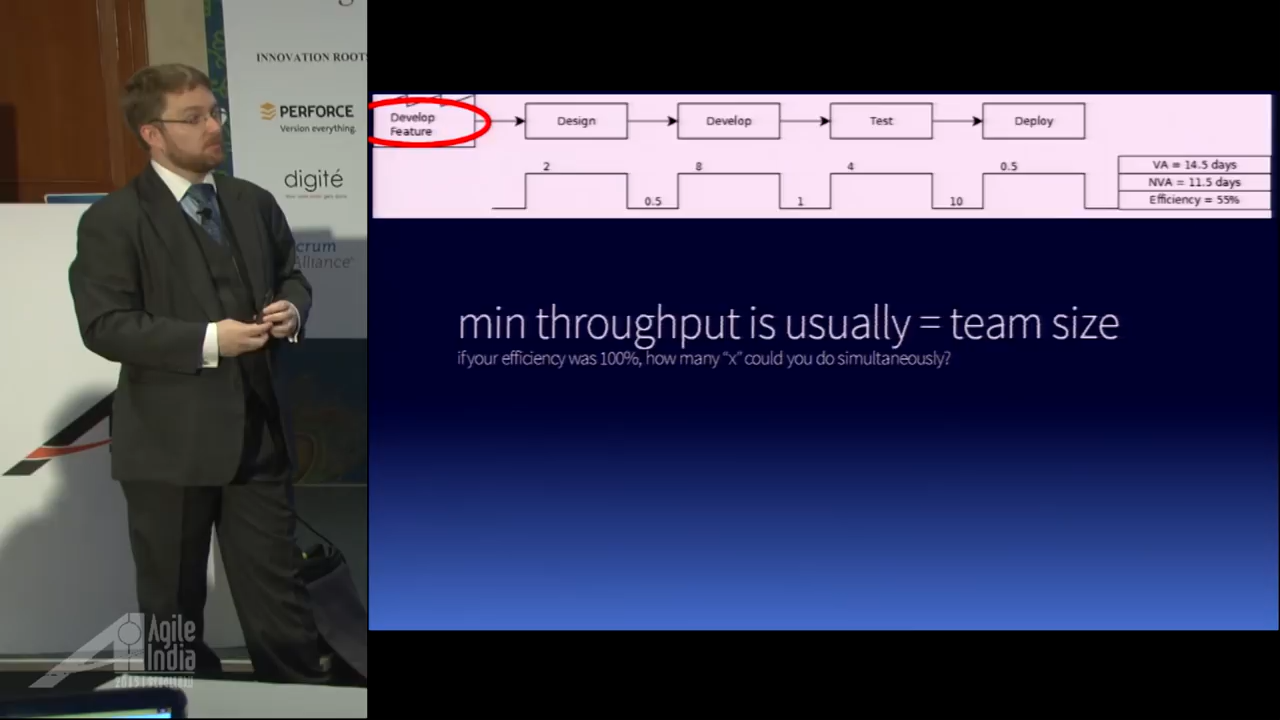 INNOVATION ROOTS
PERFORCE
Version everything.
digité
crum
Alliance
Develop
Feature
Design
Develop
Test
Deploy
2
8
4
0.5
0.5
1
10
VA = 14.5 days
NVA = 11.5 days
Efficiency = 55%
min throughput is usually = team size
if your efficiency was 100%, how many “x” could you do simultaneously?
Agile
India